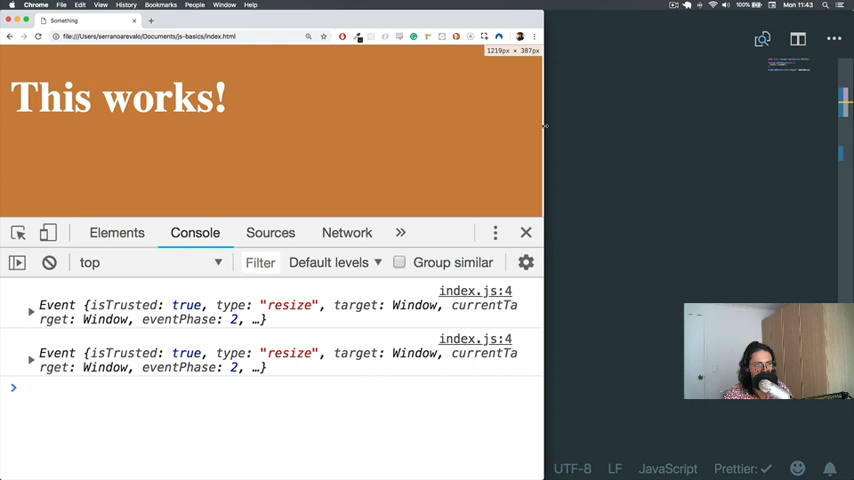 Chrome File Edit View History Bookmarks People Window Help 100% Mon 11:43
Something
file:///Users/serranoarevalo/Documents/js-basics/index.html
1219px × 387px
This works!
Elements Console Sources Network
top Filter Default levels Group similar
index.js:4
Event {isTrusted: true, type: "resize", target: Window, currentTa
rget: Window, eventPhase: 2, …}
index.js:4
Event {isTrusted: true, type: "resize", target: Window, currentTa
rget: Window, eventPhase: 2, …}
UTF-8 LF JavaScript Prettier: ✓